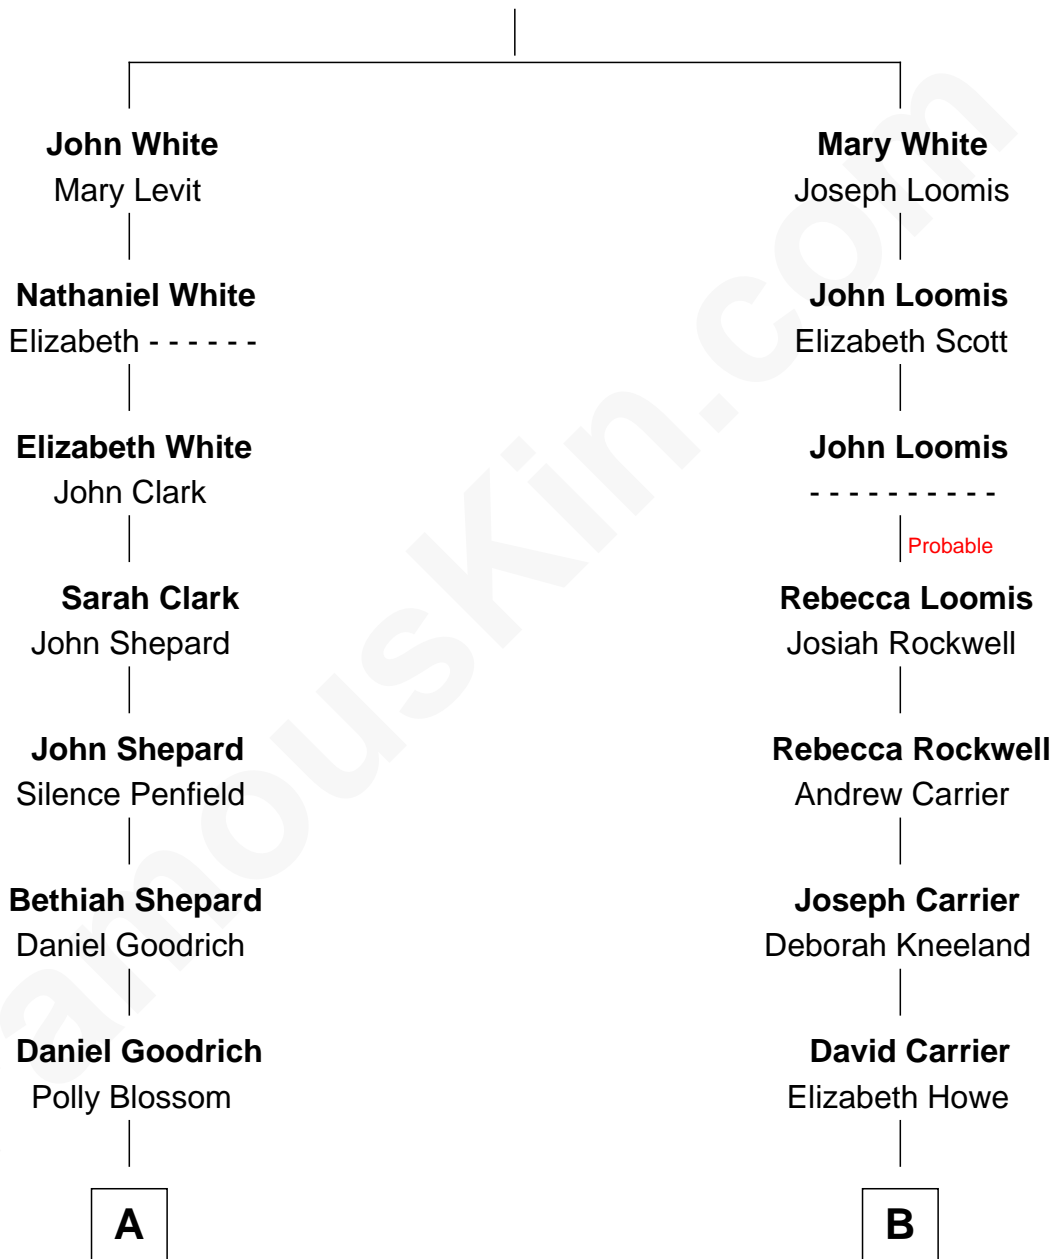 John White
Mary Levit
Nathaniel White
Elizabeth - - - - - -
Elizabeth White
John Clark
Sarah Clark
John Shepard
John Shepard
Silence Penfield
Bethiah Shepard
Daniel Goodrich
Daniel Goodrich
Polly Blossom
A
Mary White
Joseph Loomis
John Loomis
Elizabeth Scott
John Loomis
- - - - - - - - - -
Probable
Rebecca Loomis
Josiah Rockwell
Rebecca Rockwell
Andrew Carrier
Joseph Carrier
Deborah Kneeland
David Carrier
Elizabeth Howe
B
amousKin.com